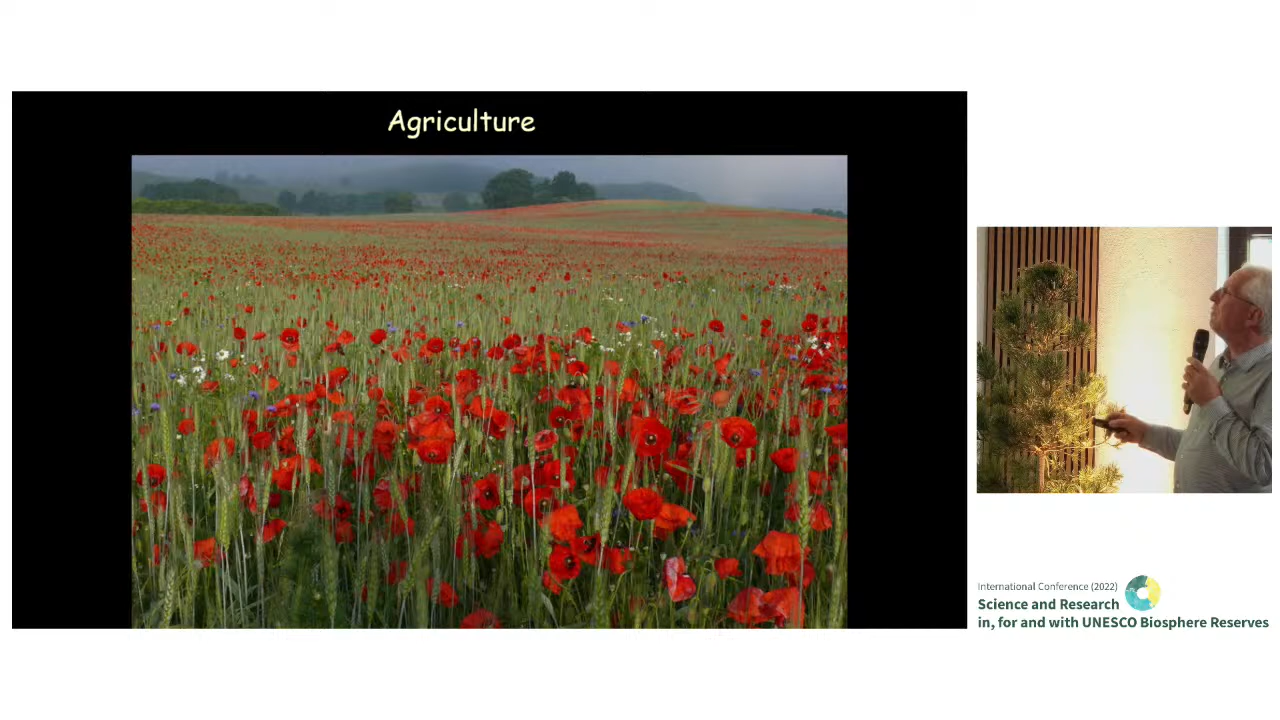 Agriculture
International Conference (2022)
Science and Research
in, for and with UNESCO Biosphere Reserves